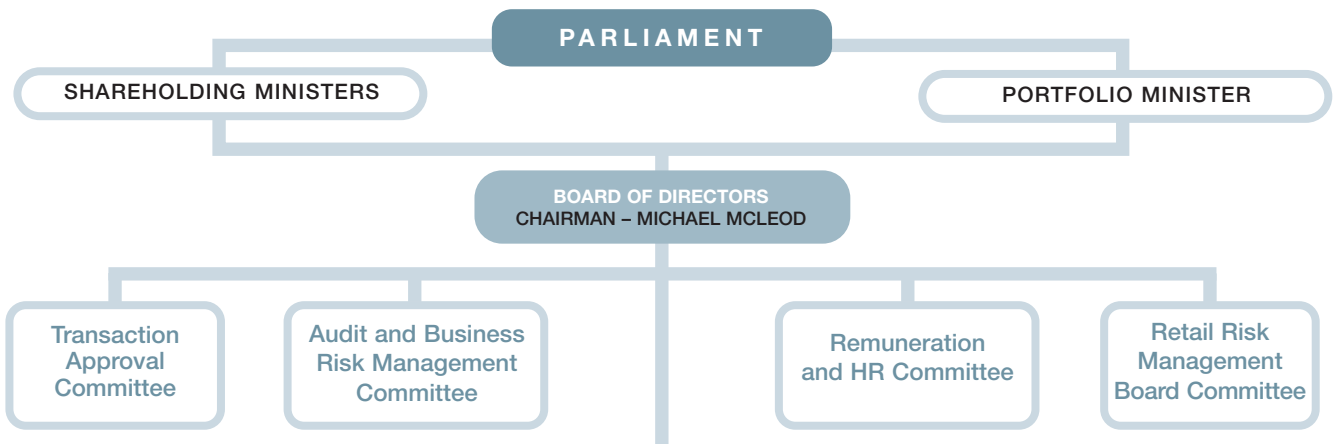 PARLIAMENT
SHAREHOLDING MINISTERS
PORTFOLIO MINISTER
BOARD OF DIRECTORS
CHAIRMAN – MICHAEL MCLEOD
Transaction
Approval
Committee
Audit and Business
Risk Management
Committee
Remuneration
and HR Committee
Retail Risk
Management
Board Committee